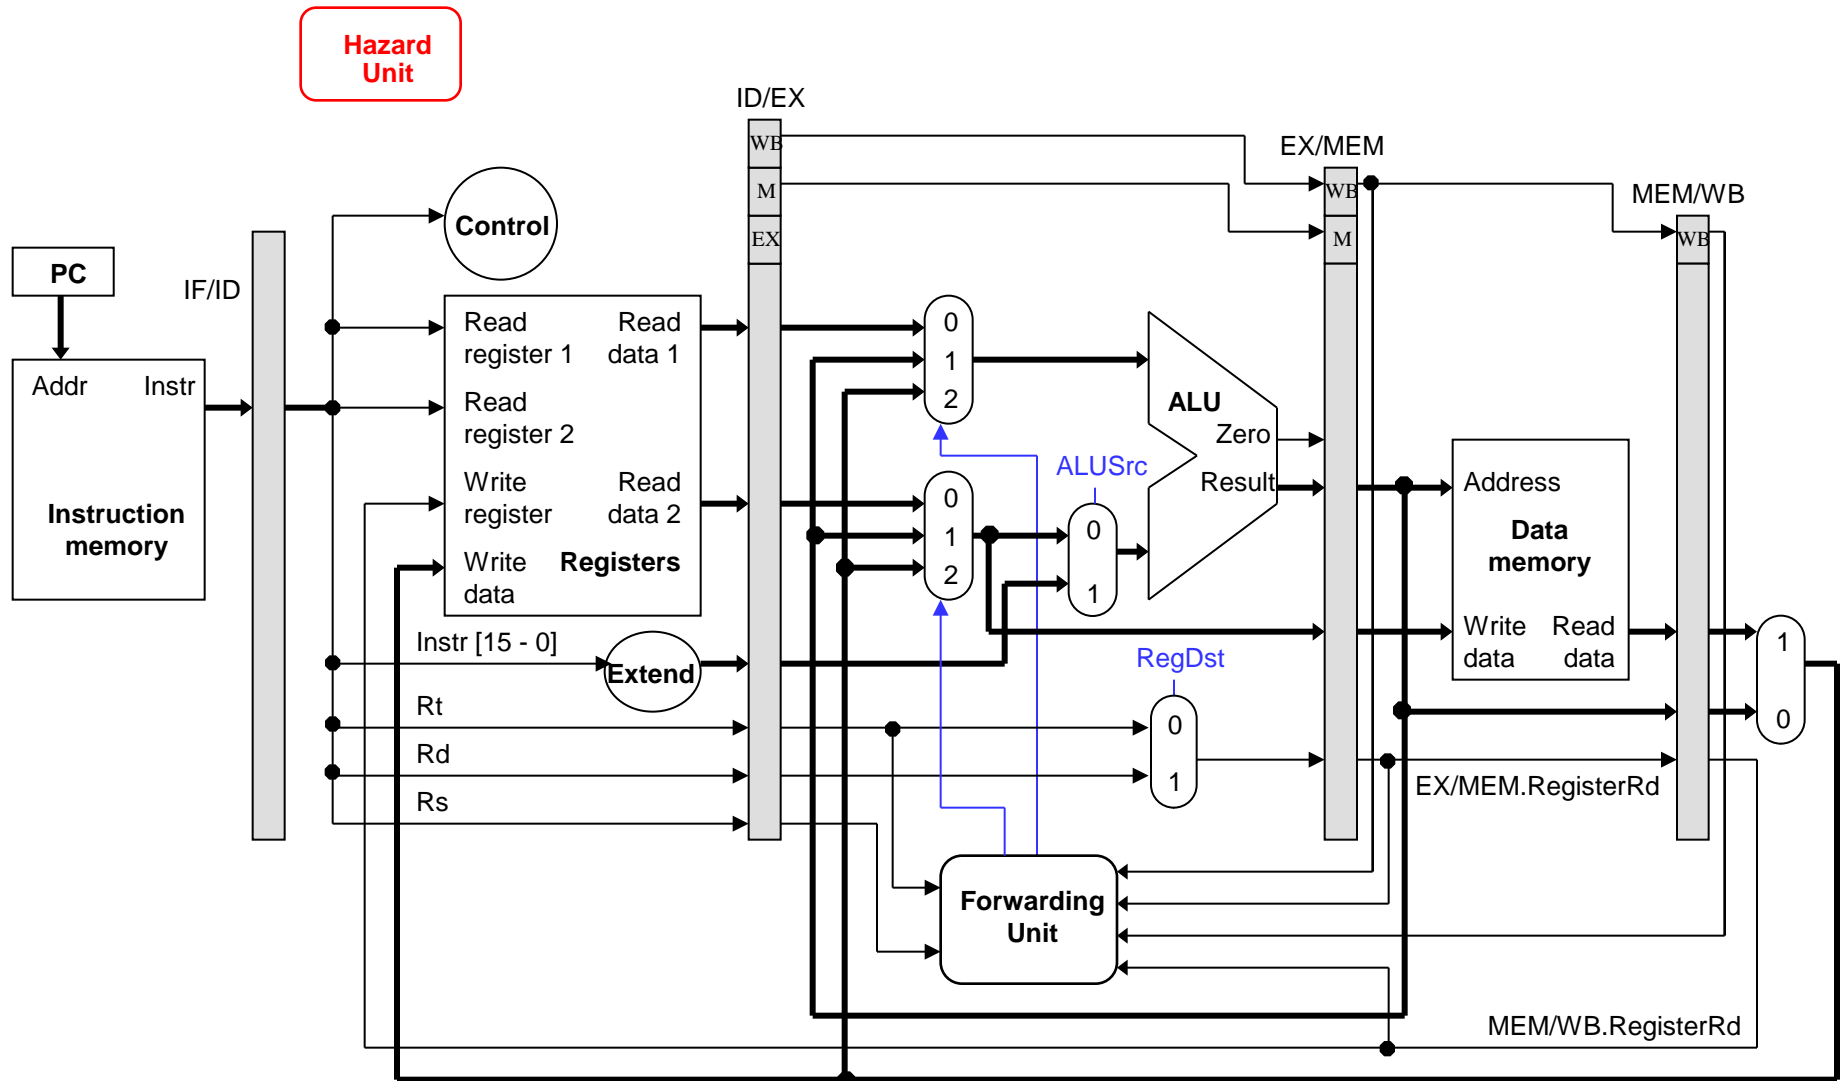 Hazard
Unit
ID/EX
WB
M
EX
EX/MEM
WB
M
MEM/WB
WB
Control
PC
IF/ID
Addr
Instr
Instruction
memory
Read
register 1
Read
data 1
Read
register 2
Write
register
Read
data 2
Write
data
Registers
0
1
2
0
1
2
ALUSrc
0
1
ALU
Zero
Result
Address
Data
memory
Write
data
Read
data
1
0
Instr [15 - 0]
Extend
RegDst
0
1
Rt
Rd
Rs
EX/MEM.RegisterRd
Forwarding
Unit
MEM/WB.RegisterRd